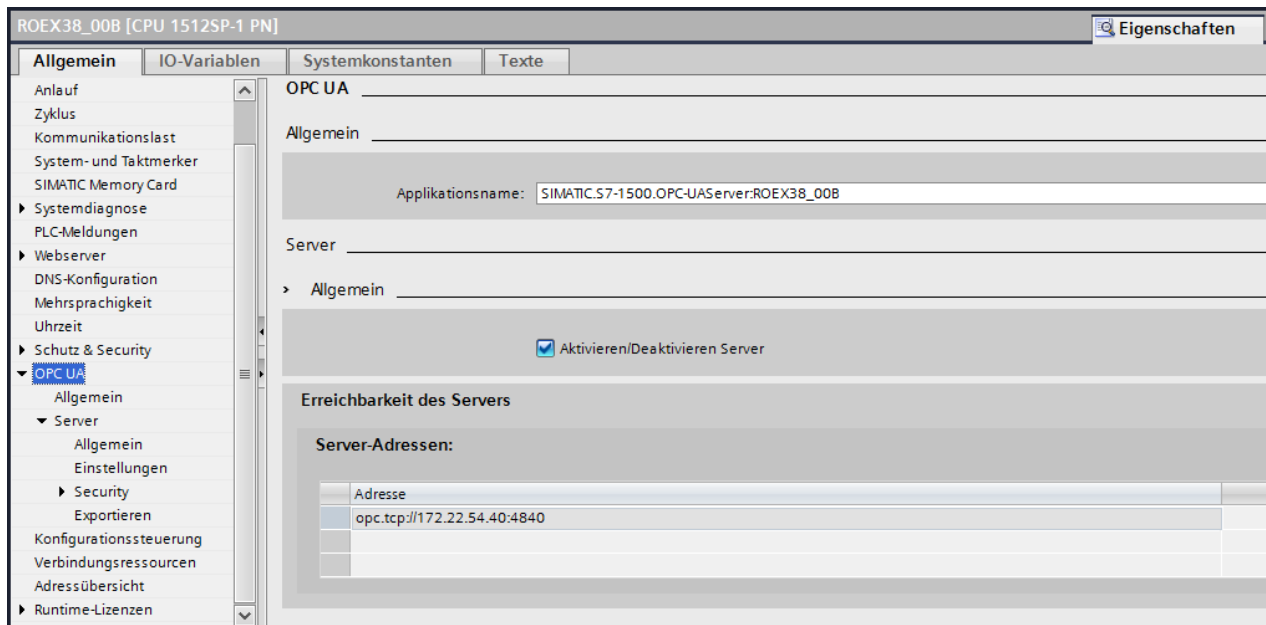 ROEX38_00B [CPU 1512SP-1 PN]
Eigenschaften
Allgemein IO-Variablen Systemkonstanten Texte
Anlauf
Zyklus
Kommunikationslast
System- und Taktmerker
SIMATIC Memory Card
Systemdiagnose
PLC-Meldungen
Webserver
DNS-Konfiguration
Mehrsprachigkeit
Uhrzeit
Schutz & Security
OPC UA
Allgemein
Server
Allgemein
Einstellungen
Security
Exportieren
Konfigurationssteuerung
Verbindungsressourcen
Adressübersicht
Runtime-Lizenzen
OPC UA
Allgemein
Applikationsname: SIMATIC.S7-1500.OPC-UAServer:ROEX38_00B
Server
Allgemein
Aktivieren/Deaktivieren Server
Erreichbarkeit des Servers
Server-Adressen:
Adresse
opc.tcp://172.22.54.40:4840